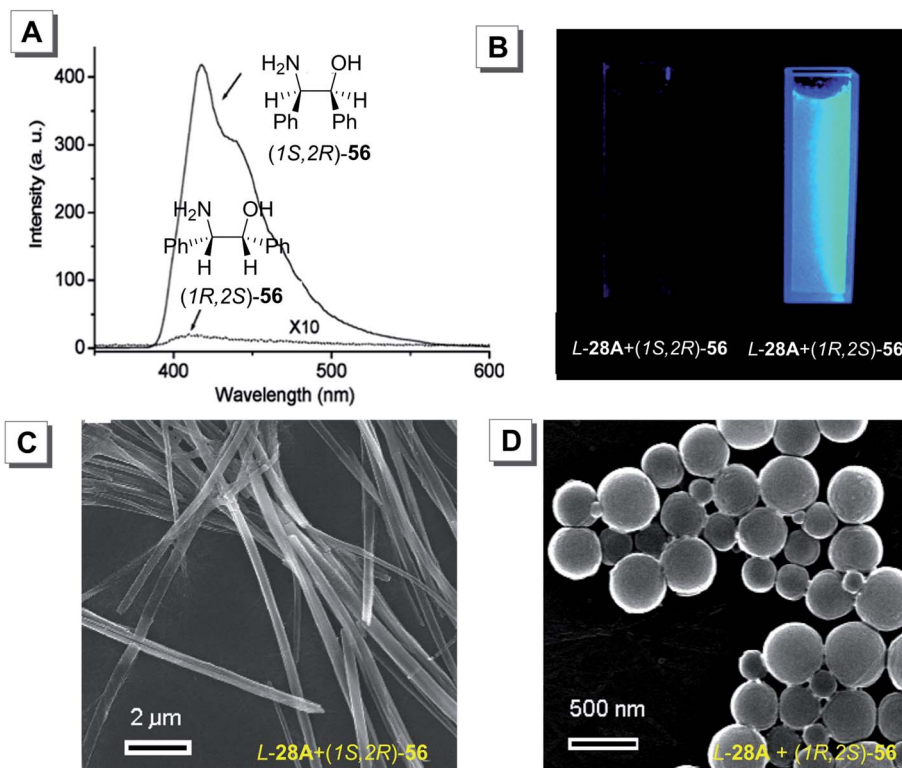 A
400
300
200
100
0
Intensity (a. u.)
H₂N OH
H H
Ph Ph
(1S,2R)-56
H₂N OH
Ph Ph
H H
(1R,2S)-56
X10
400 500 600
Wavelength (nm)
B
L-28A+(1S,2R)-56 L-28A+(1R,2S)-56
C
2 µm
L-28A+(1S,2R)-56
D
500 nm
L-28A + (1R,2S)-56